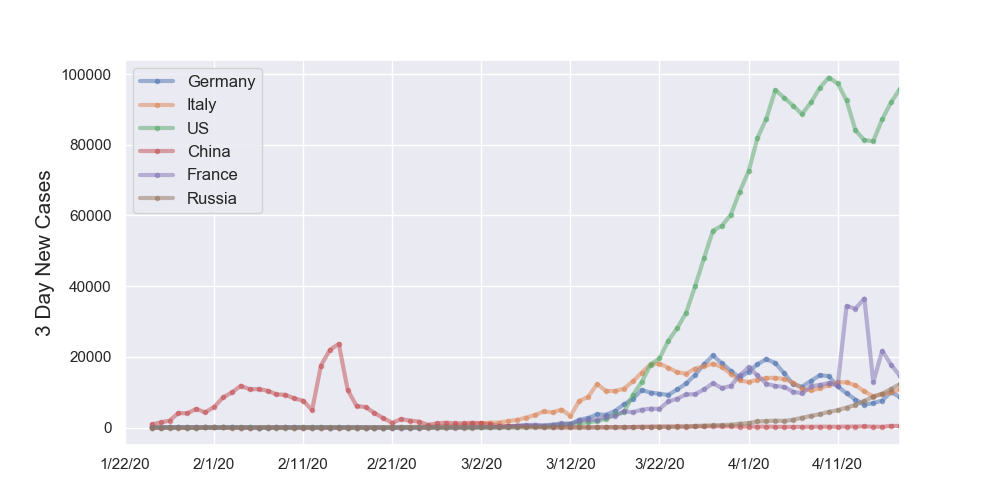 Germany
Italy
US
China
France
Russia
3 Day New Cases
100000
80000
60000
40000
20000
0
1/22/20 2/1/20 2/11/20 2/21/20 3/2/20 3/12/20 3/22/20 4/1/20 4/11/20